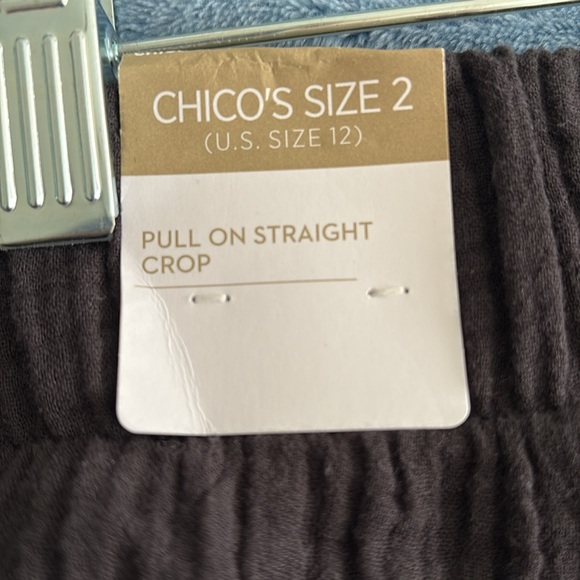 CHICO'S SIZE 2
(U.S. SIZE 12)
PULL ON STRAIGHT
CROP